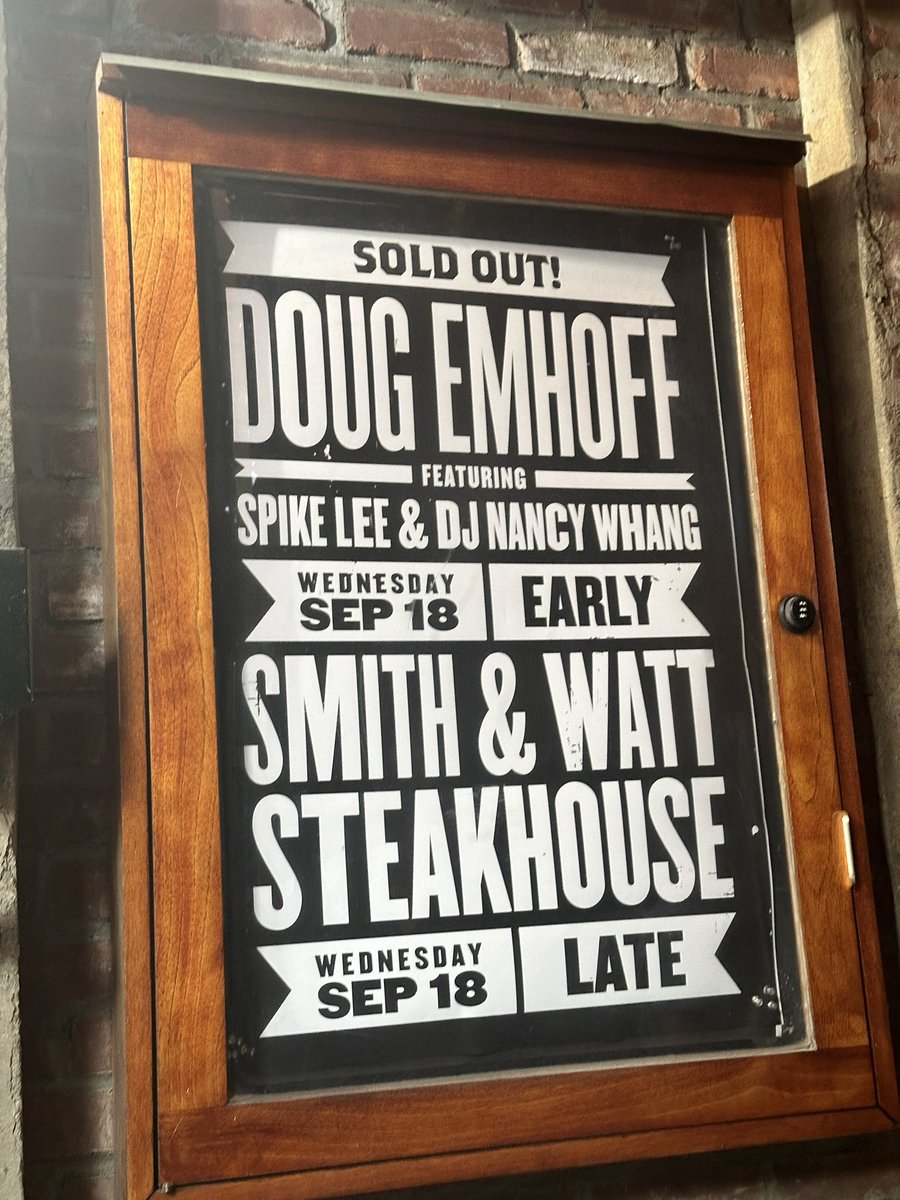 SOLD OUT!
DOUG EMHOFF
FEATURING
SPIKE LEE & DJ NANCY WHANG
WEDNESDAY
SEP 18
EARLY
SMITH & WATT
STEAKHOUSE
WEDNESDAY
SEP 18
LATE